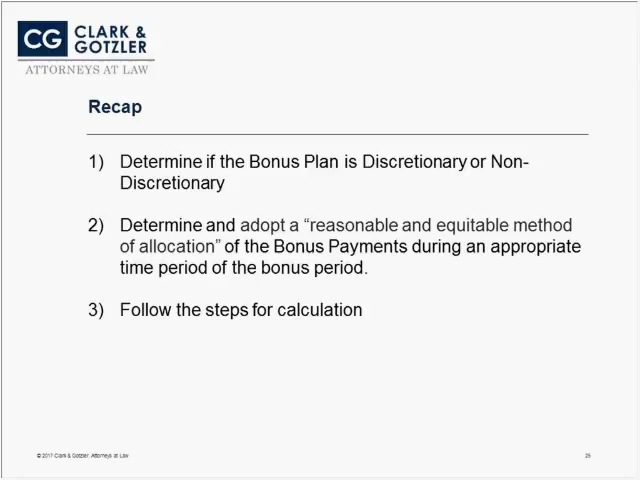 CG CLARK & GOTZLER
ATTORNEYS AT LAW
Recap
1) Determine if the Bonus Plan is Discretionary or Non-
Discretionary
2) Determine and adopt a “reasonable and equitable method
of allocation” of the Bonus Payments during an appropriate
time period of the bonus period.
3) Follow the steps for calculation
© 2017 Clark & Gotzler, Attorneys at Law 25